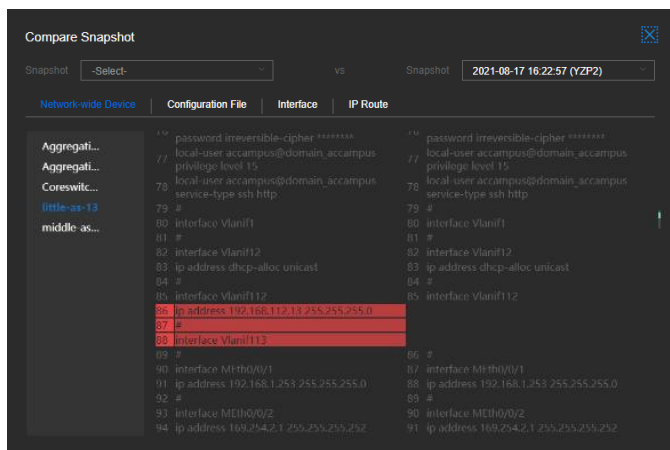 Compare Snapshot
Snapshot -Select- vs Snapshot 2021-08-17 16:22:57 (YZP2)
Network-wide Device Configuration File Interface IP Route
Aggregati...
Aggregati...
Coreswitc...
little-as-13
middle-as...
76 password irreversible-cipher ********
77 local-user accampus@domain_accampus
privilege level 15
78 local-user accampus@domain_accampus
service-type ssh http
79 #
80 interface Vlanif1
81 #
82 interface Vlanif12
83 ip address dhcp-alloc unicast
84 #
85 interface Vlanif112
86 ip address 192.168.112.13 255.255.255.0
87 #
88 interface Vlanif113
89 #
90 interface MEth0/0/1
91 ip address 192.168.1.253 255.255.255.0
92 #
93 interface MEth0/0/2
94 ip address 169.254.2.1 255.255.255.252
76 password irreversible-cipher ********
77 local-user accampus@domain_accampus
privilege level 15
78 local-user accampus@domain_accampus
service-type ssh http
79 #
80 interface Vlanif1
81 #
82 interface Vlanif12
83 ip address dhcp-alloc unicast
84 #
85 interface Vlanif112
86 #
87 interface MEth0/0/1
88 ip address 192.168.1.253 255.255.255.0
89 #
90 interface MEth0/0/2
91 ip address 169.254.2.1 255.255.255.252